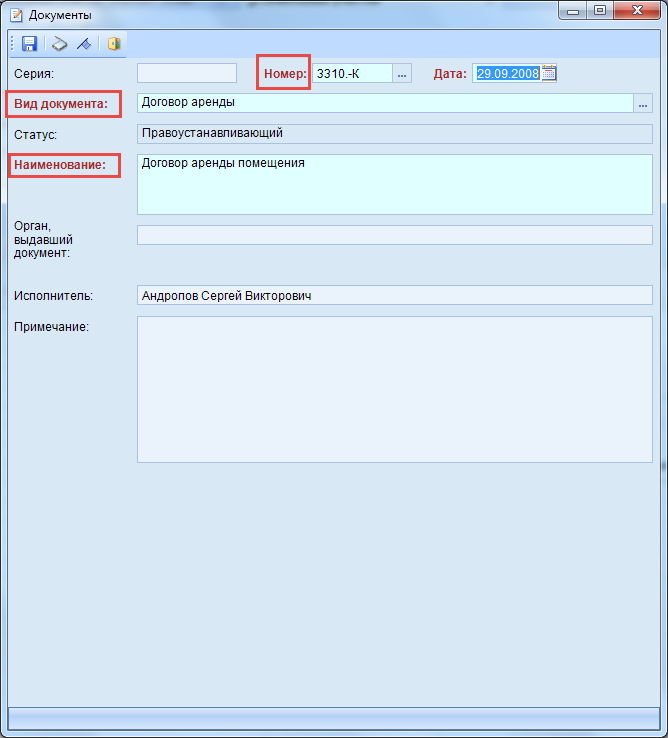 Документы
Серия:
Номер: 3310.-К ...
Дата: 29.09.2008
Вид документа: Договор аренды ...
Статус: Правоустанавливающий
Наименование: Договор аренды помещения
Орган,
выдавший
документ:
Исполнитель: Андропов Сергей Викторович
Примечание: